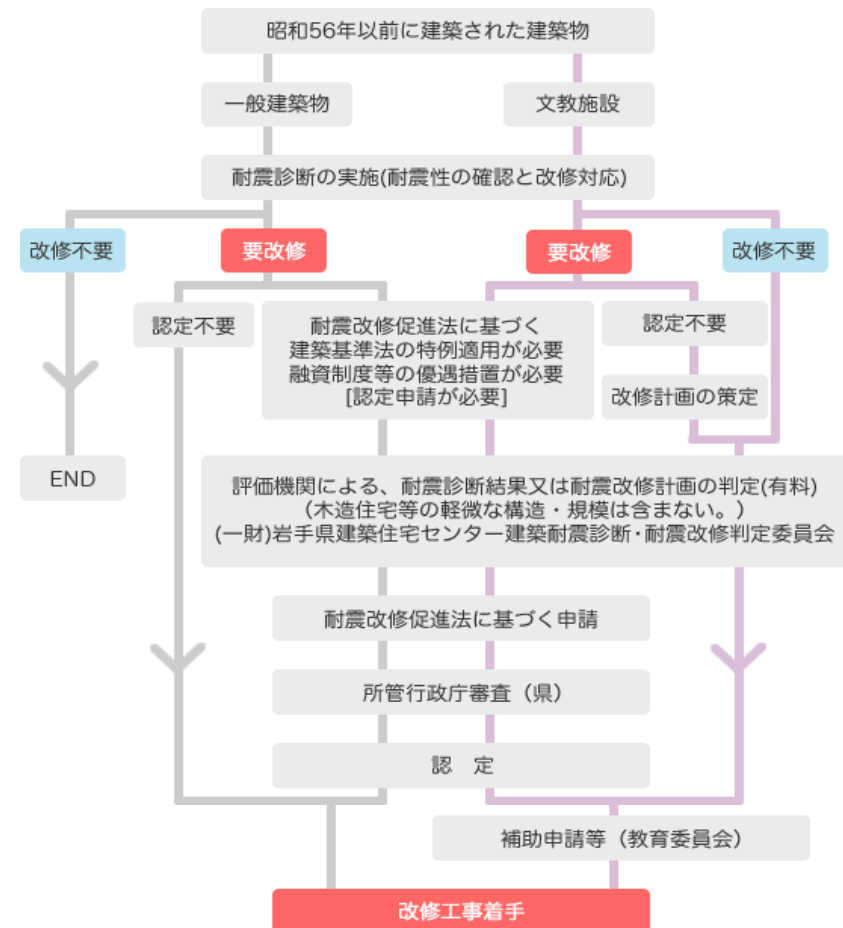 昭和56年以前に建築された建築物
一般建築物
文教施設
耐震診断の実施(耐震性の確認と改修対応)
改修不要
要改修
要改修
改修不要
認定不要
耐震改修促進法に基づく
建築基準法の特例適用が必要
融資制度等の優遇措置が必要
[認定申請が必要]
認定不要
改修計画の策定
END
評価機関による、耐震診断結果又は耐震改修計画の判定(有料)
（木造住宅等の軽微な構造・規模は含まない。）
(一財)岩手県建築住宅センター建築耐震診断・耐震改修判定委員会
耐震改修促進法に基づく申請
所管行政庁審査（県）
認　定
補助申請等（教育委員会）
改修工事着手